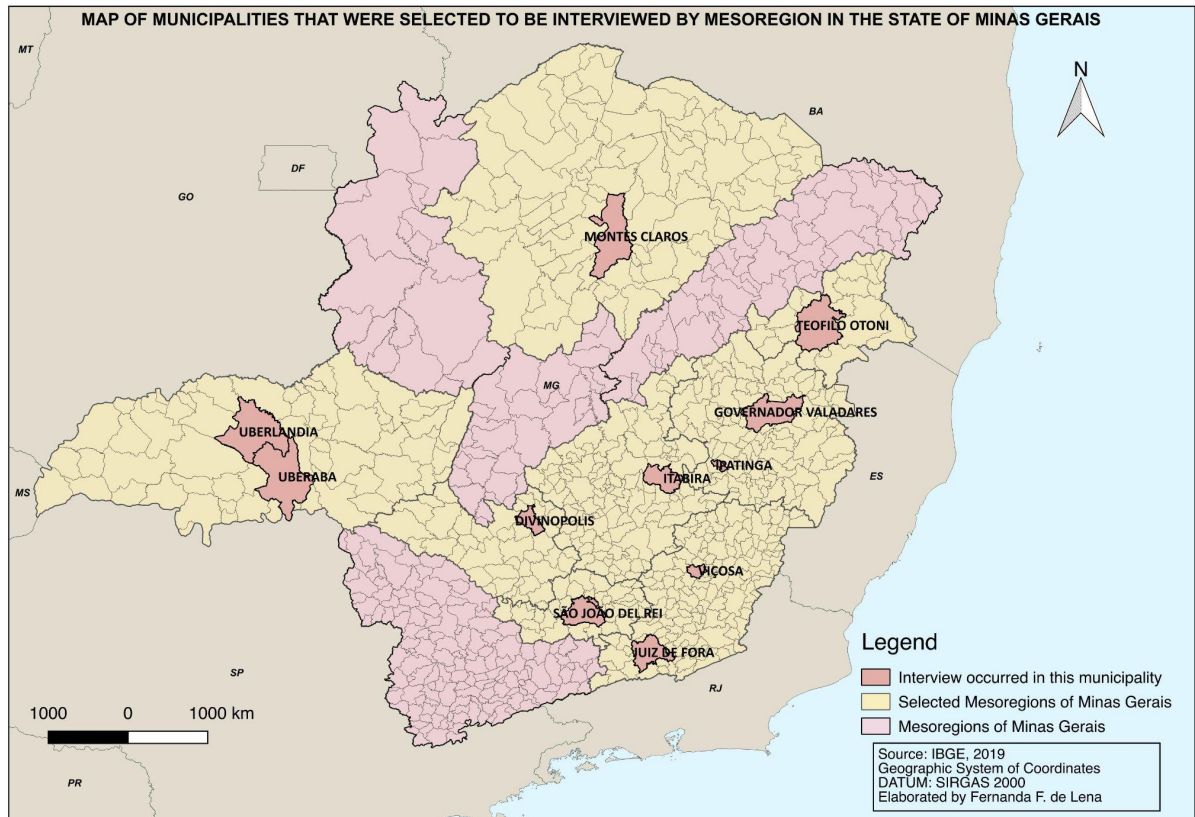 MAP OF MUNICIPALITIES THAT WERE SELECTED TO BE INTERVIEWED BY MESOREGION IN THE STATE OF MINAS GERAIS
MT
N
BA
DF
GO
MONTES CLAROS
TEOFILO OTONI
MG
GOVERNADOR VALADARES
UBERLANDIA
IPATINGA
UBERABA
ITABIRA
ES
MS
DIVINOPOLIS
VIÇOSA
SÃO JOÃO DEL REI
JUIZ DE FORA
SP
RJ
PR
1000 0 1000 km
Legend
Interview occurred in this municipality
Selected Mesoregions of Minas Gerais
Mesoregions of Minas Gerais
Source: IBGE, 2019
Geographic System of Coordinates
DATUM: SIRGAS 2000
Elaborated by Fernanda F. de Lena